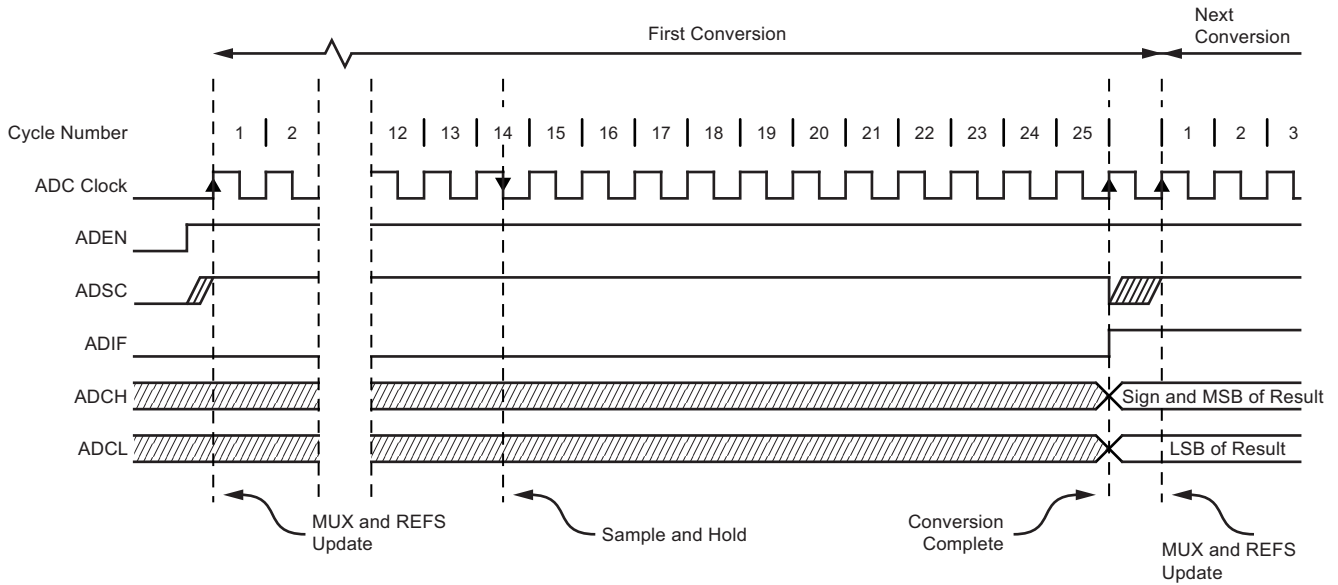 First Conversion
Next
Conversion
Cycle Number 1 2 12 13 14 15 16 17 18 19 20 21 22 23 24 25 1 2 3
ADC Clock
ADEN
ADSC
ADIF
ADCH Sign and MSB of Result
ADCL LSB of Result
MUX and REFS
Update
Sample and Hold
Conversion
Complete
MUX and REFS
Update